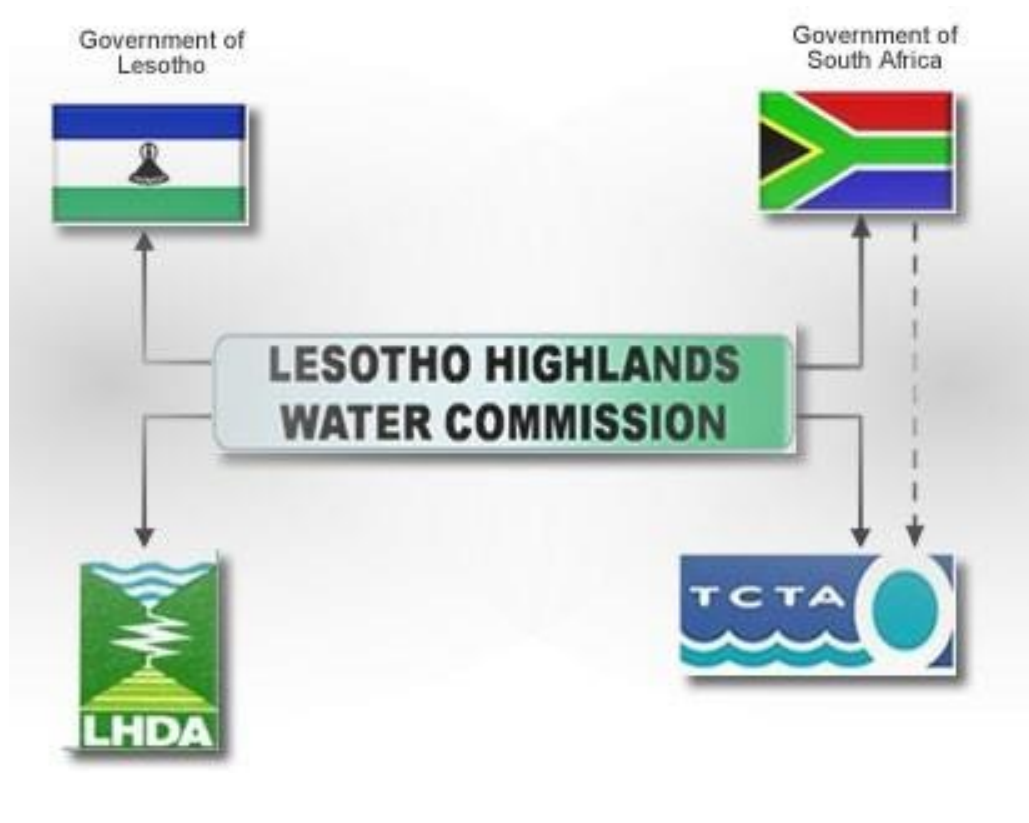 Government of
Lesotho
Government of
South Africa
LESOTHO HIGHLANDS
WATER COMMISSION
LHDA
TCTA